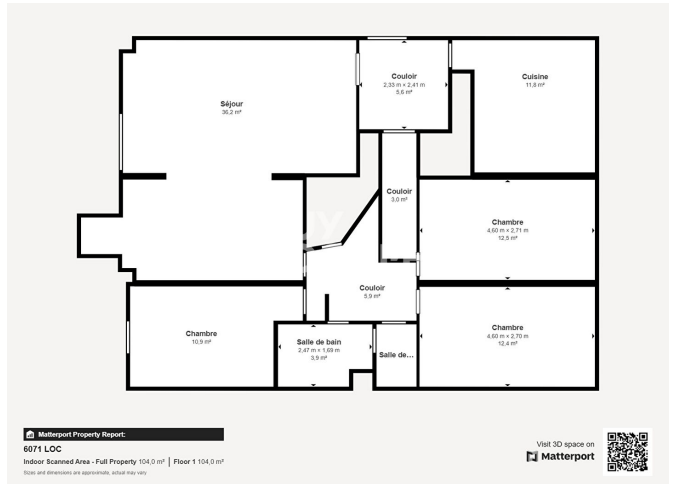 Séjour
36,2 m²
Couloir
2,33 m × 2,41 m
5,6 m²
Cuisine
11,8 m²
Couloir
3,0 m²
Chambre
4,60 m × 2,71 m
12,5 m²
Couloir
5,9 m²
Chambre
10,9 m²
Salle de bain
2,47 m × 1,69 m
3,9 m²
Salle de...
Chambre
4,60 m × 2,70 m
12,4 m²
Matterport Property Report:
6071 LOC
Indoor Scanned Area - Full Property 104,0 m² | Floor 1 104,0 m²
Sizes and dimensions are approximate, actual may vary.
Visit 3D space on
Matterport